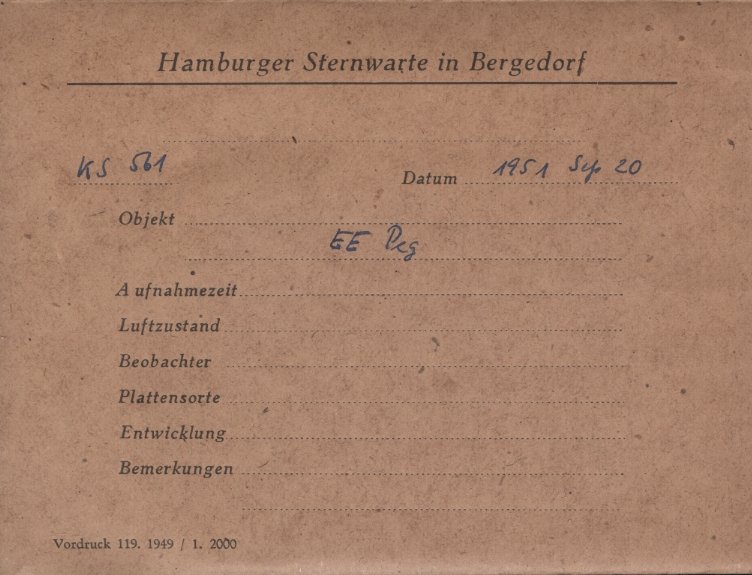 Hamburger Sternwarte in Bergedorf
KS 561 Datum 1951 Sep 20
Objekt
EE Peg
Aufnahmezeit
Luftzustand
Beobachter
Plattensorte
Entwicklung
Bemerkungen
Vordruck 119. 1949 / 1. 2000